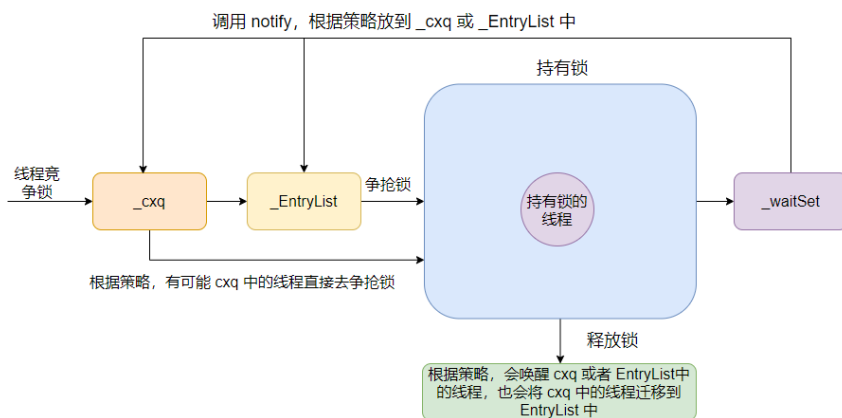 调用 notify，根据策略放到 _cxq 或 _EntryList 中
持有锁
线程竞
争锁
_cxq
_EntryList
争抢锁
持有锁的
线程
_waitSet
根据策略，有可能 cxq 中的线程直接去争抢锁
释放锁
根据策略，会唤醒 cxq 或者 EntryList中
的线程，也会将 cxq 中的线程迁移到
EntryList 中